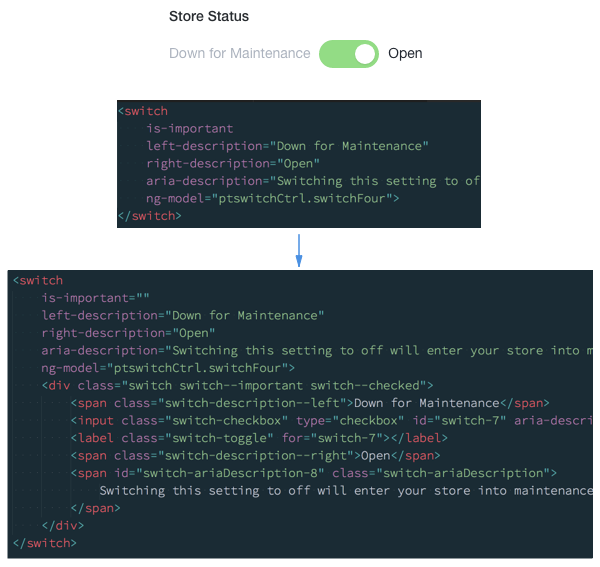 Store Status
Down for Maintenance Open
<switch
is-important
left-description="Down for Maintenance"
right-description="Open"
aria-description="Switching this setting to of
ng-model="ptswitchCtrl.switchFour">
</switch>
<switch
is-important=""
left-description="Down for Maintenance"
right-description="Open"
aria-description="Switching this setting to off will enter your store into m
ng-model="ptswitchCtrl.switchFour">
<div class="switch switch--important switch--checked">
<span class="switch-description--left">Down for Maintenance</span>
<input class="switch-checkbox" type="checkbox" id="switch-7" aria-descri
<label class="switch-toggle" for="switch-7"></label>
<span class="switch-description--right">Open</span>
<span id="switch-ariaDescription-8" class="switch-ariaDescription">
Switching this setting to off will enter your store into maintenance
</span>
</div>
</switch>